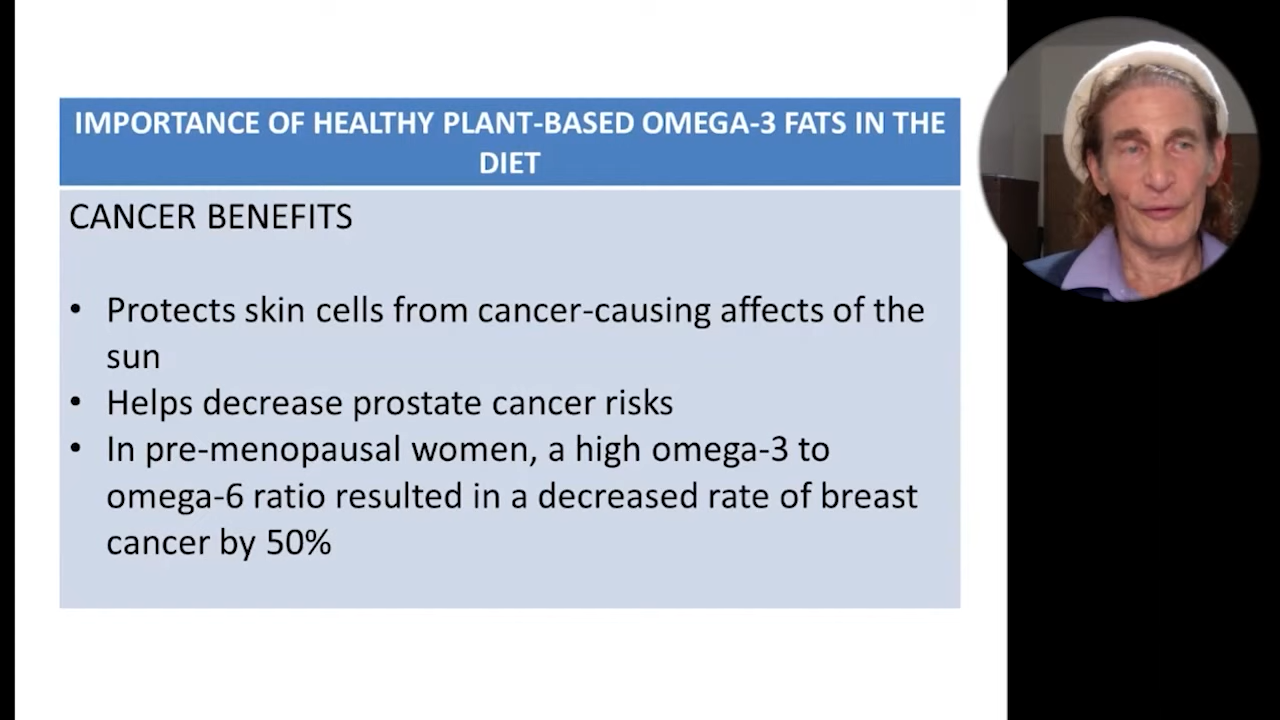 IMPORTANCE OF HEALTHY PLANT-BASED OMEGA-3 FATS IN THE
DIET
CANCER BENEFITS
• Protects skin cells from cancer-causing affects of the
sun
• Helps decrease prostate cancer risks
• In pre-menopausal women, a high omega-3 to
omega-6 ratio resulted in a decreased rate of breast
cancer by 50%